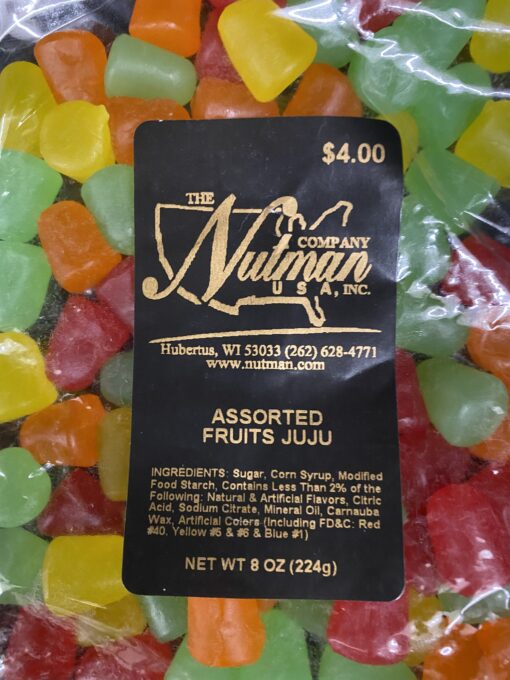 $4.00
THE
Nutman
COMPANY
U S A, INC.
Hubertus, WI 53033 (262) 628-4771
www.nutman.com
ASSORTED
FRUITS JUJU
INGREDIENTS: Sugar, Corn Syrup, Modified
Food Starch, Contains Less Than 2% of the
Following: Natural & Artificial Flavors, Citric
Acid, Sodium Citrate, Mineral Oil, Carnauba
Wax, Artificial Colors (Including FD&C: Red
#40, Yellow #5 & #6 & Blue #1)
NET WT 8 OZ (224g)